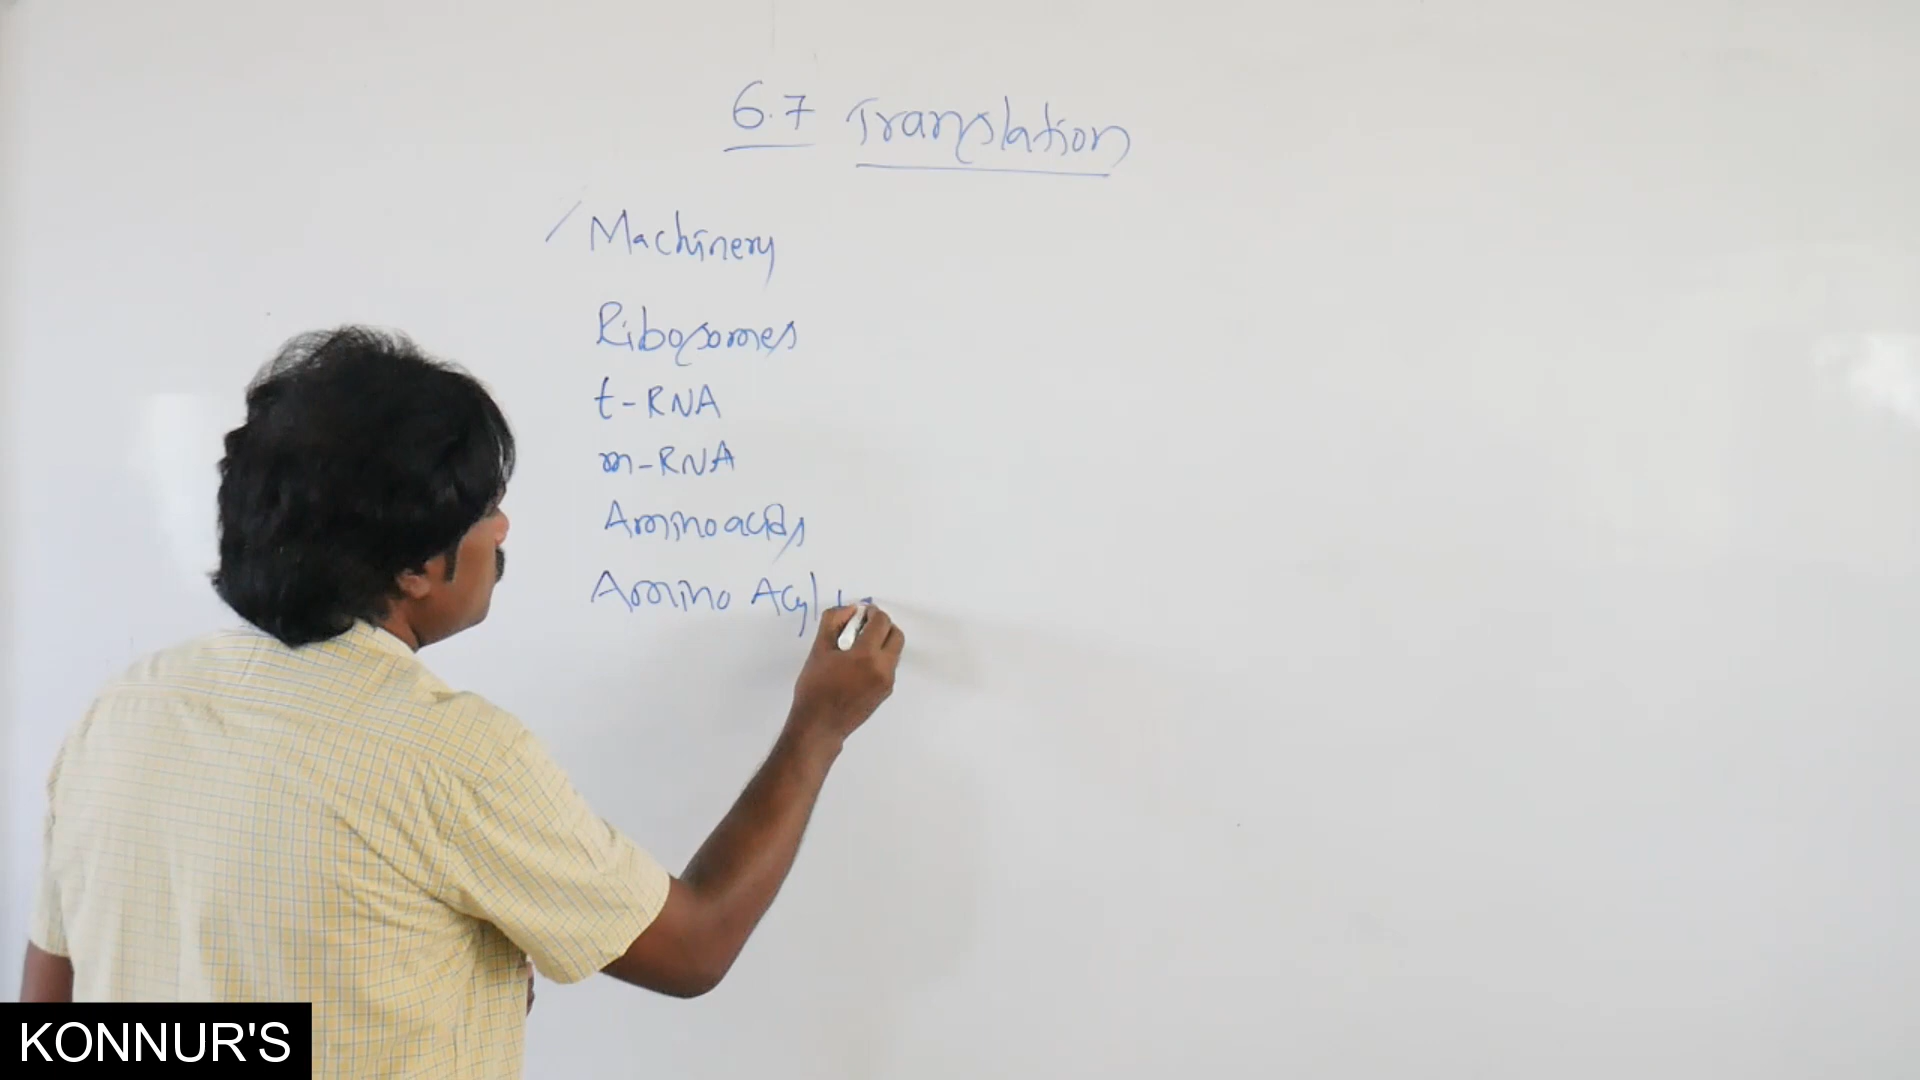 6.7 Translation
Machinery
Ribosomes
t-RNA
m-RNA
Aminoacids
Amino Acyl
KONNUR'S